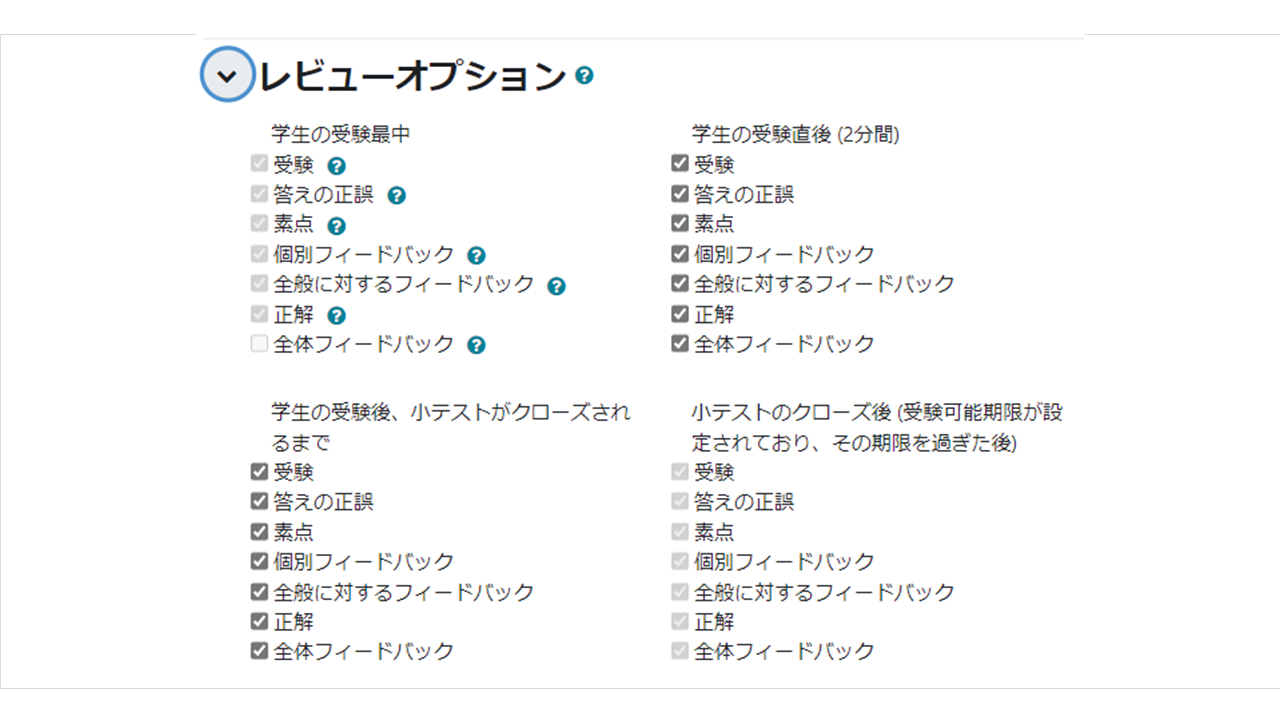 レビューオプション ?
学生の受験最中
受験 ?
答えの正誤 ?
素点 ?
個別フィードバック ?
全般に対するフィードバック ?
正解 ?
全体フィードバック ?
学生の受験直後 (2分間)
受験
答えの正誤
素点
個別フィードバック
全般に対するフィードバック
正解
全体フィードバック
学生の受験後、小テストがクローズされ
るまで
受験
答えの正誤
素点
個別フィードバック
全般に対するフィードバック
正解
全体フィードバック
小テストのクローズ後 (受験可能期限が設
定されており、その期限を過ぎた後)
受験
答えの正誤
素点
個別フィードバック
全般に対するフィードバック
正解
全体フィードバック